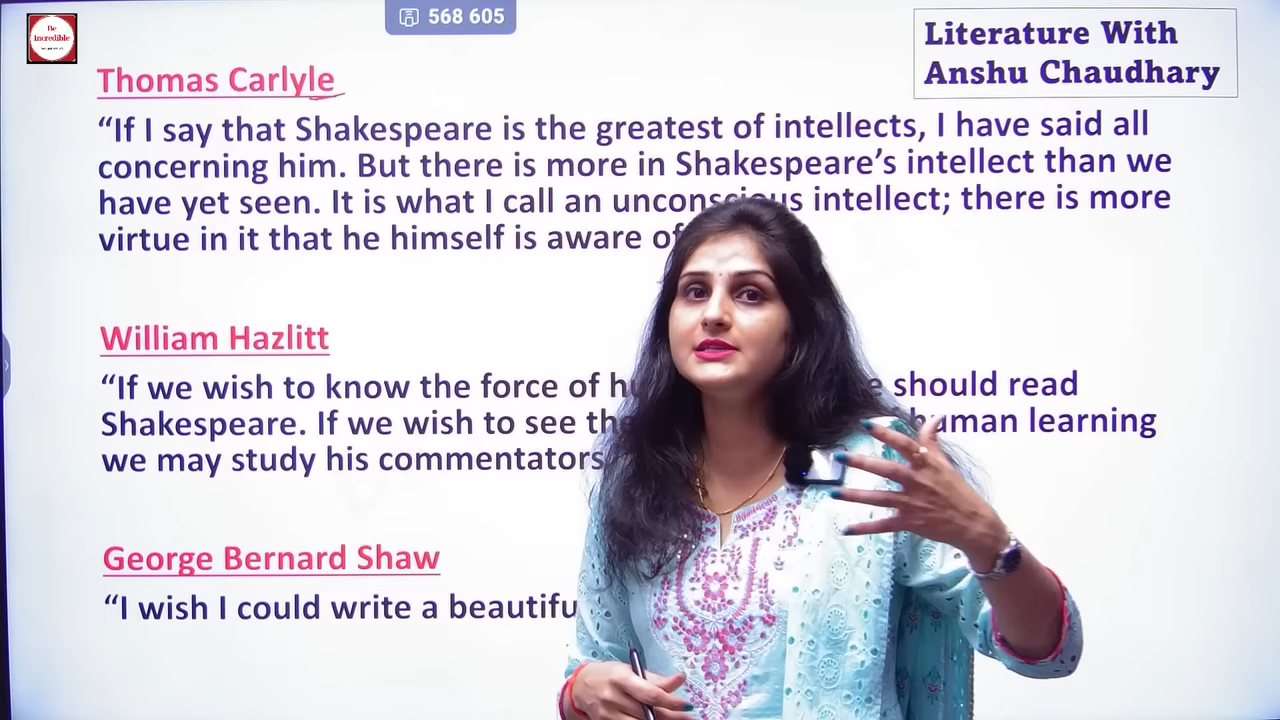 Be
Incredible
568 605
Literature With
Anshu Chaudhary
Thomas Carlyle
“If I say that Shakespeare is the greatest of intellects, I have said all
concerning him. But there is more in Shakespeare’s intellect than we
have yet seen. It is what I call an unconscious intellect; there is more
virtue in it that he himself is aware of
William Hazlitt
“If we wish to know the force of should read
Shakespeare. If we wish to see human learning
we may study his commentators
George Bernard Shaw
“I wish I could write a